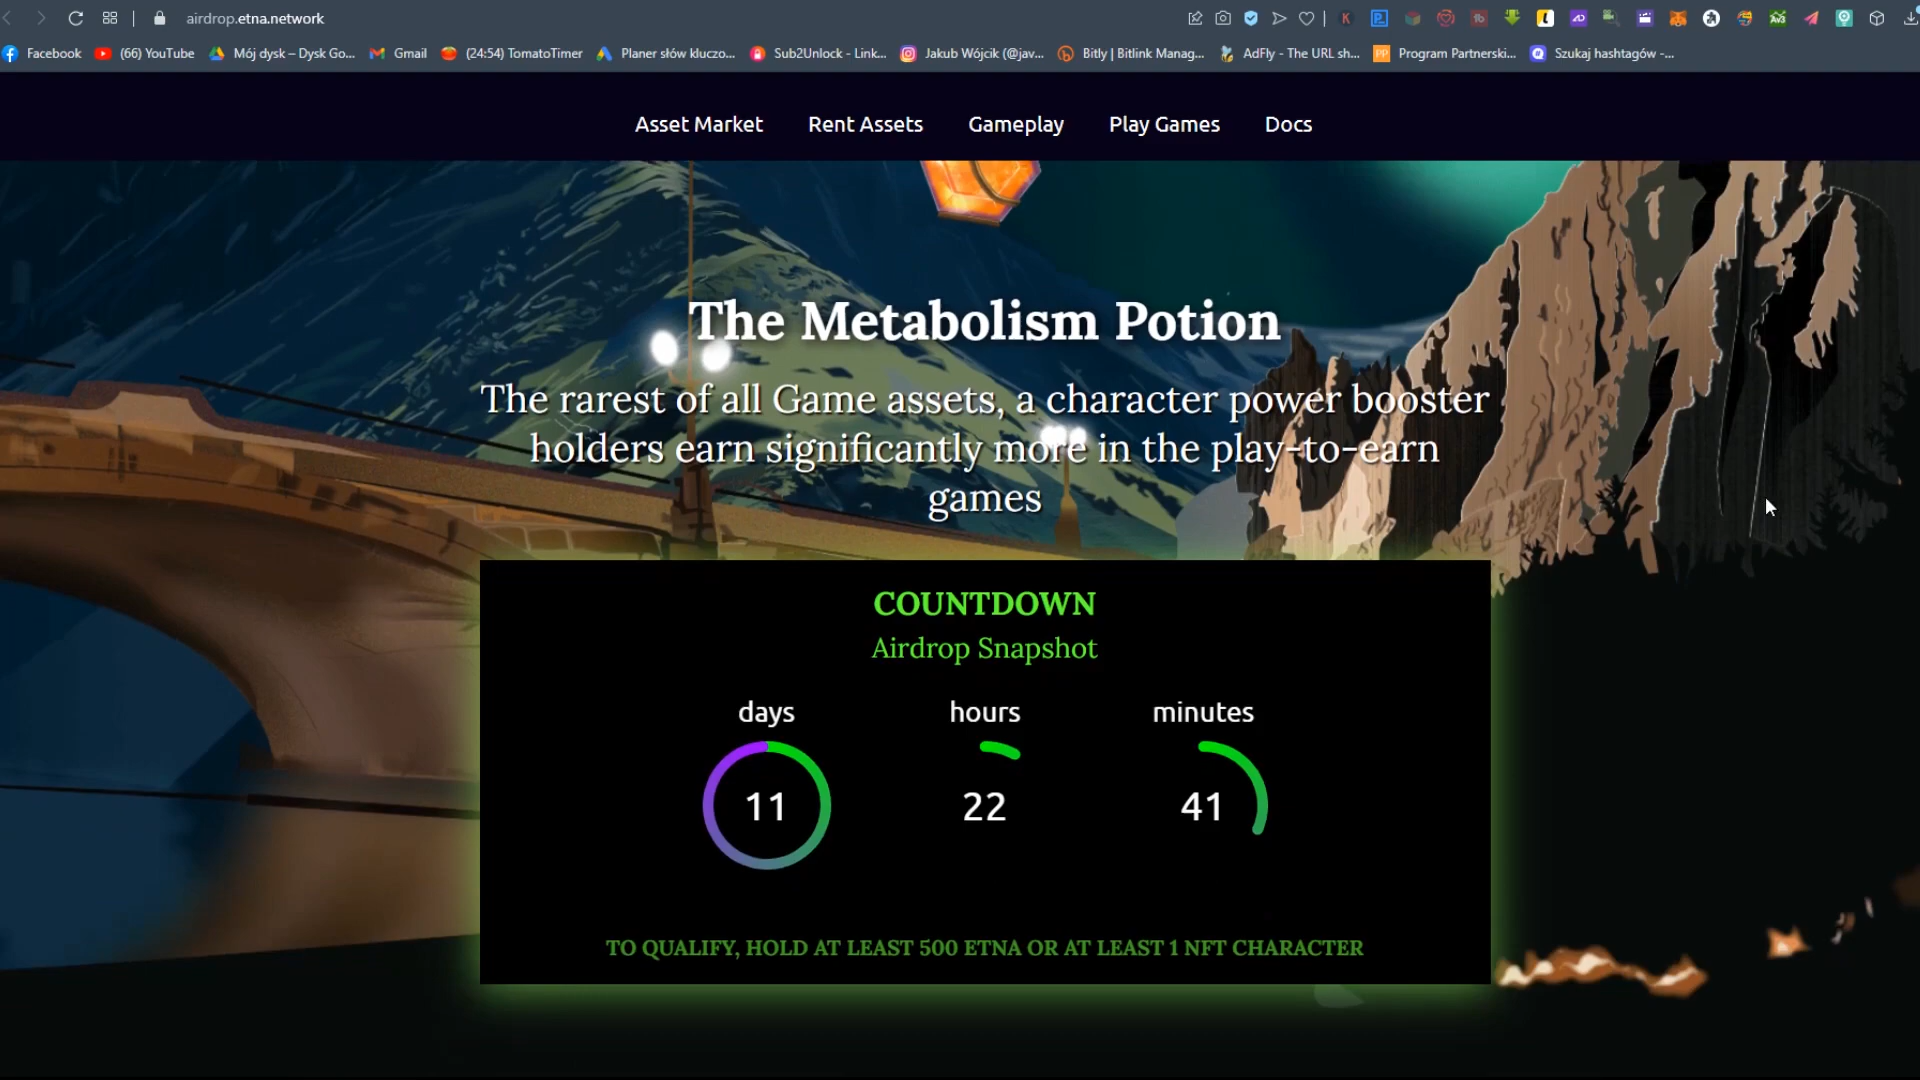 airdrop.etna.network
Facebook
(66) YouTube
Mój dysk – Dysk Go...
Gmail
(24:54) TomatoTimer
Planer słów kluczo...
Sub2Unlock - Link...
Jakub Wójcik (@jav...
Bitly | Bitlink Manag...
AdFly - The URL sh...
Program Partnerski...
Szukaj hashtagów -...
Asset Market
Rent Assets
Gameplay
Play Games
Docs
The Metabolism Potion
The rarest of all Game assets, a character power booster
holders earn significantly more in the play-to-earn
games
COUNTDOWN
Airdrop Snapshot
days
hours
minutes
11
22
41
TO QUALIFY, HOLD AT LEAST 500 ETNA OR AT LEAST 1 NFT CHARACTER